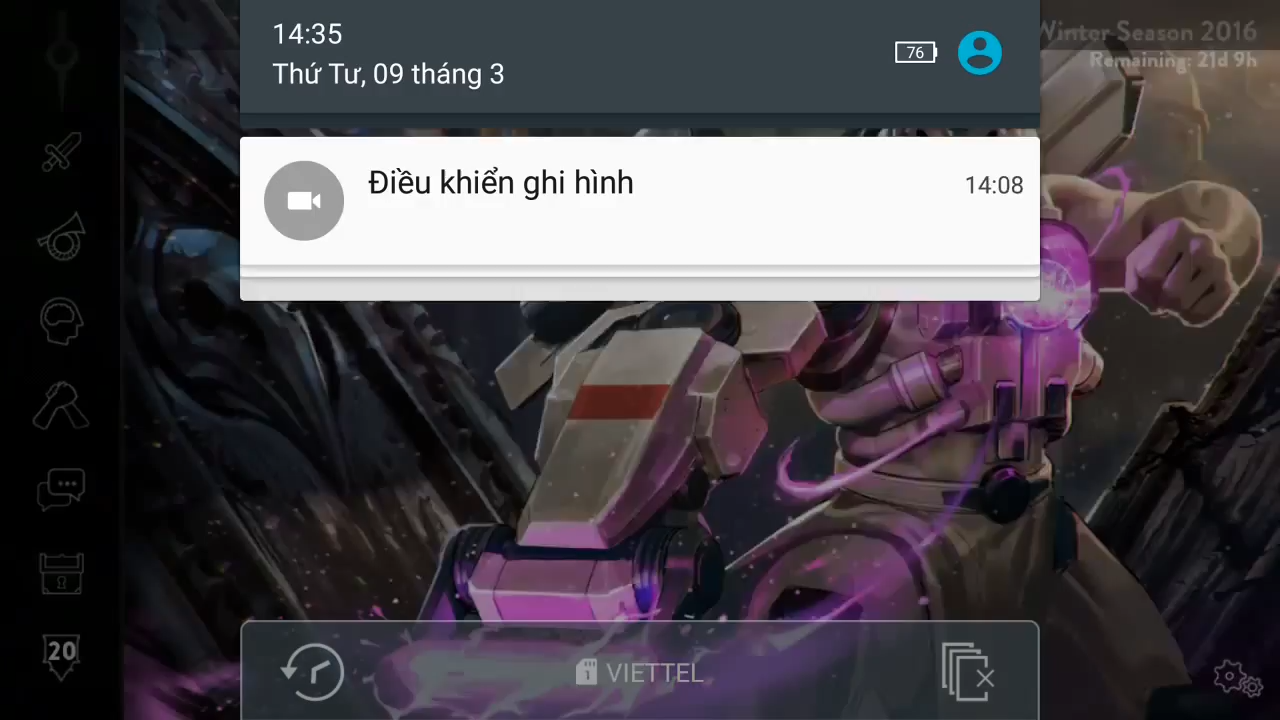 14:35
Thứ Tư, 09 tháng 3
76
Winter Season 2016
Remaining: 21d 9h
Điều khiển ghi hình
14:08
20
1
VIETTEL